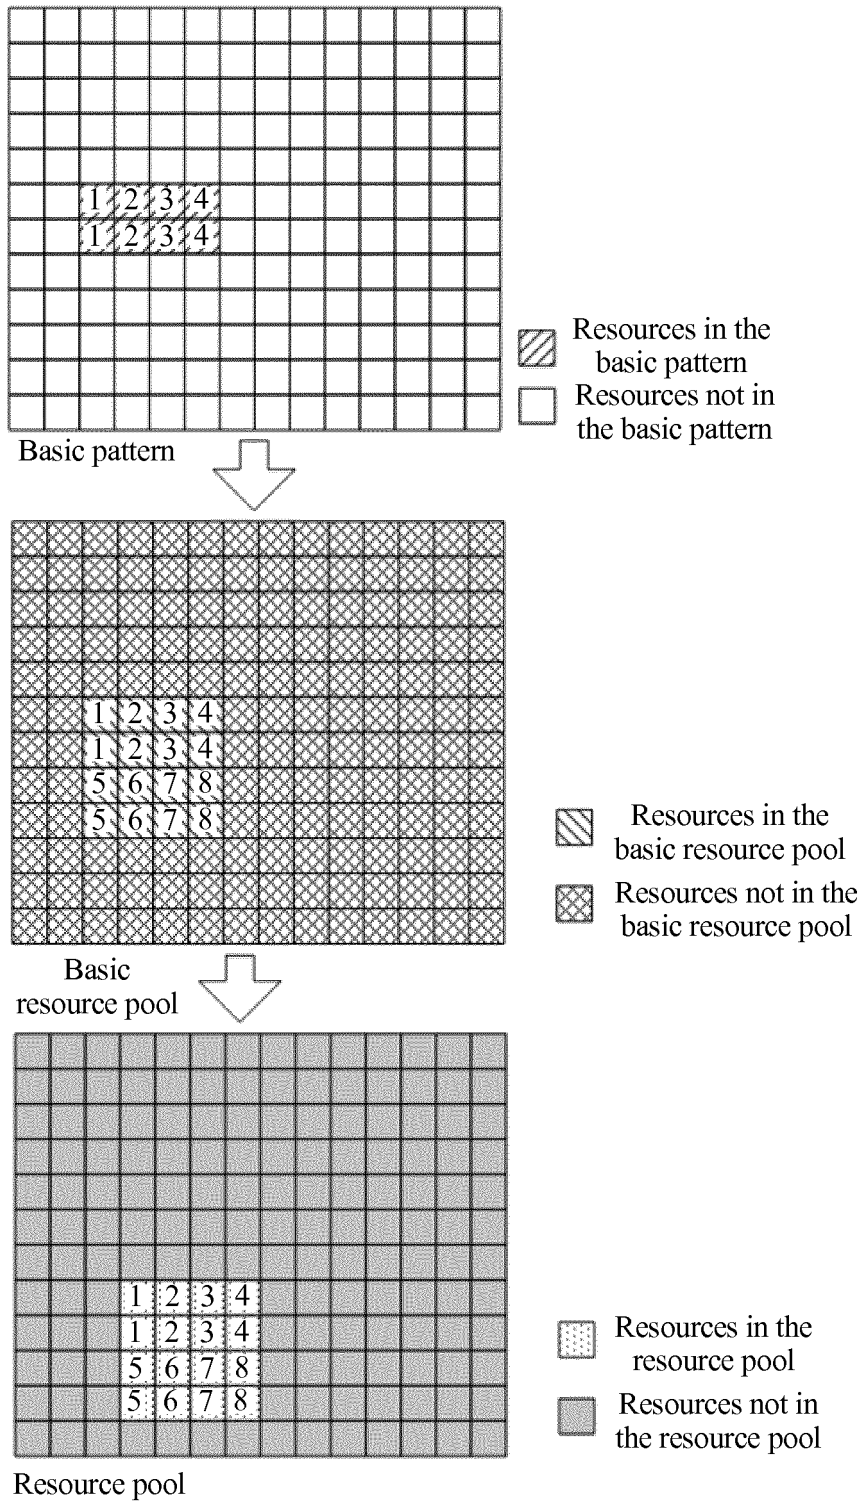 1 2 3 4
1 2 3 4
Resources in the
basic pattern
Resources not in
the basic pattern
Basic pattern
1 2 3 4
1 2 3 4
5 6 7 8
5 6 7 8
Resources in the
basic resource pool
Resources not in the
basic resource pool
Basic
resource pool
1 2 3 4
1 2 3 4
5 6 7 8
5 6 7 8
Resources in the
resource pool
Resources not in
the resource pool
Resource pool